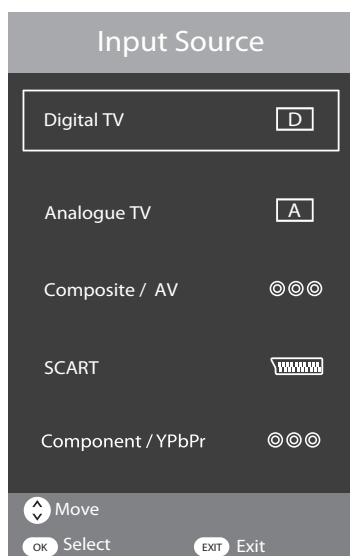 Input Source
Digital TV D
Analogue TV A
Composite / AV
SCART
Component / YPbPr
Move
OK Select EXIT Exit